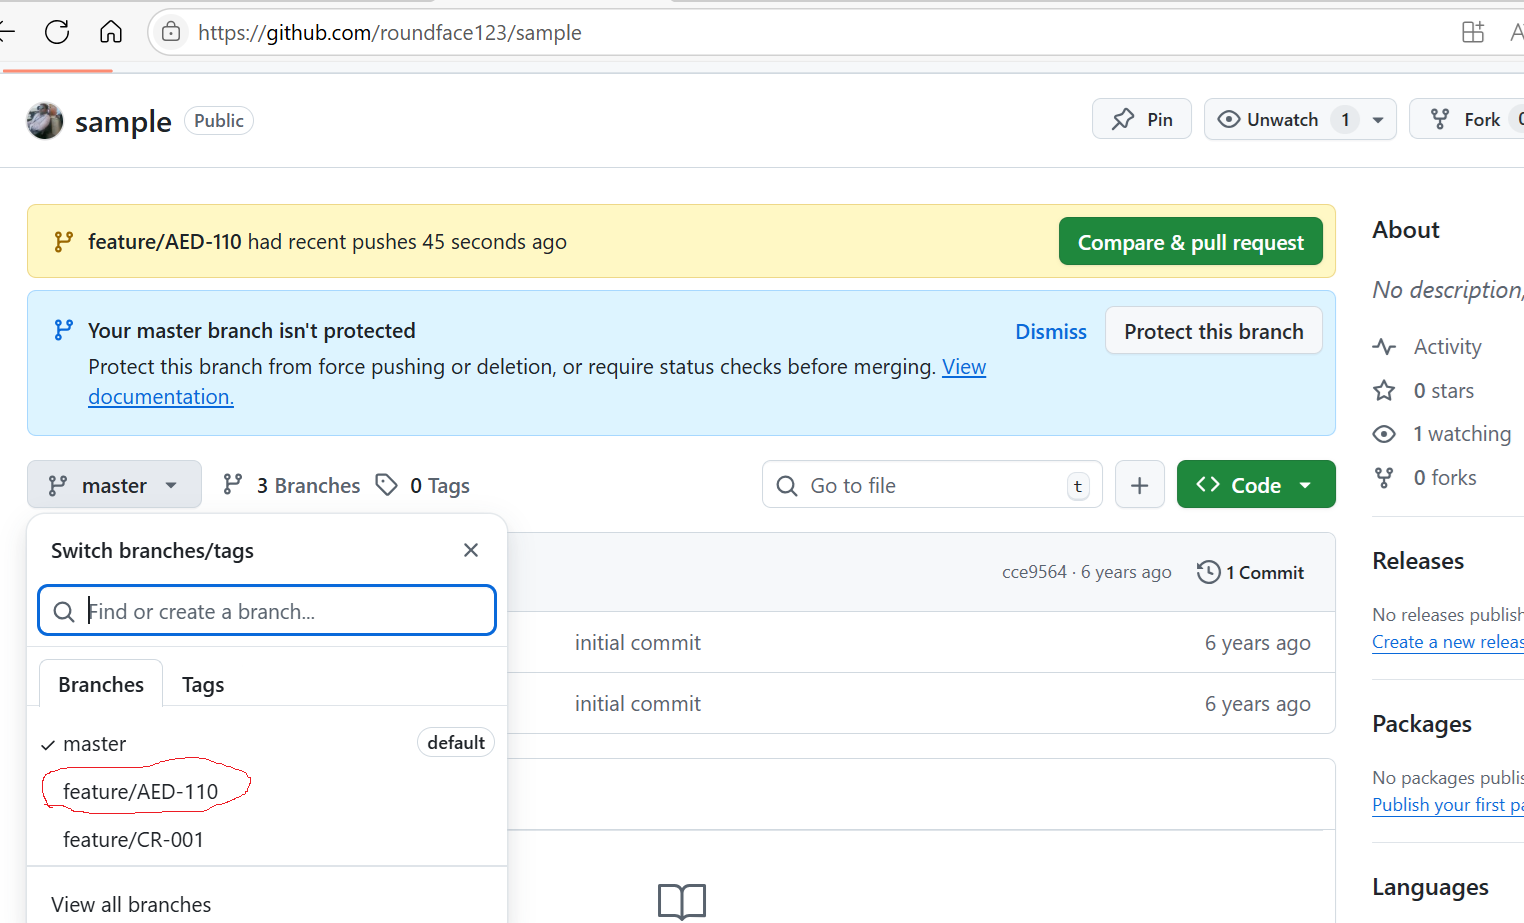 https://github.com/roundface123/sample
sample Public
Pin Unwatch 1 Fork
feature/AED-110 had recent pushes 45 seconds ago Compare & pull request
Your master branch isn't protected Dismiss Protect this branch
Protect this branch from force pushing or deletion, or require status checks before merging. View
documentation.
master 3 Branches 0 Tags Go to file t Code
Switch branches/tags
Find or create a branch...
Branches Tags
master default
feature/AED-110
feature/CR-001
View all branches
cce9564 · 6 years ago 1 Commit
initial commit 6 years ago
initial commit 6 years ago
About
No description,
Activity
0 stars
1 watching
0 forks
Releases
No releases publish
Create a new releas
Packages
No packages publis
Publish your first pa
Languages